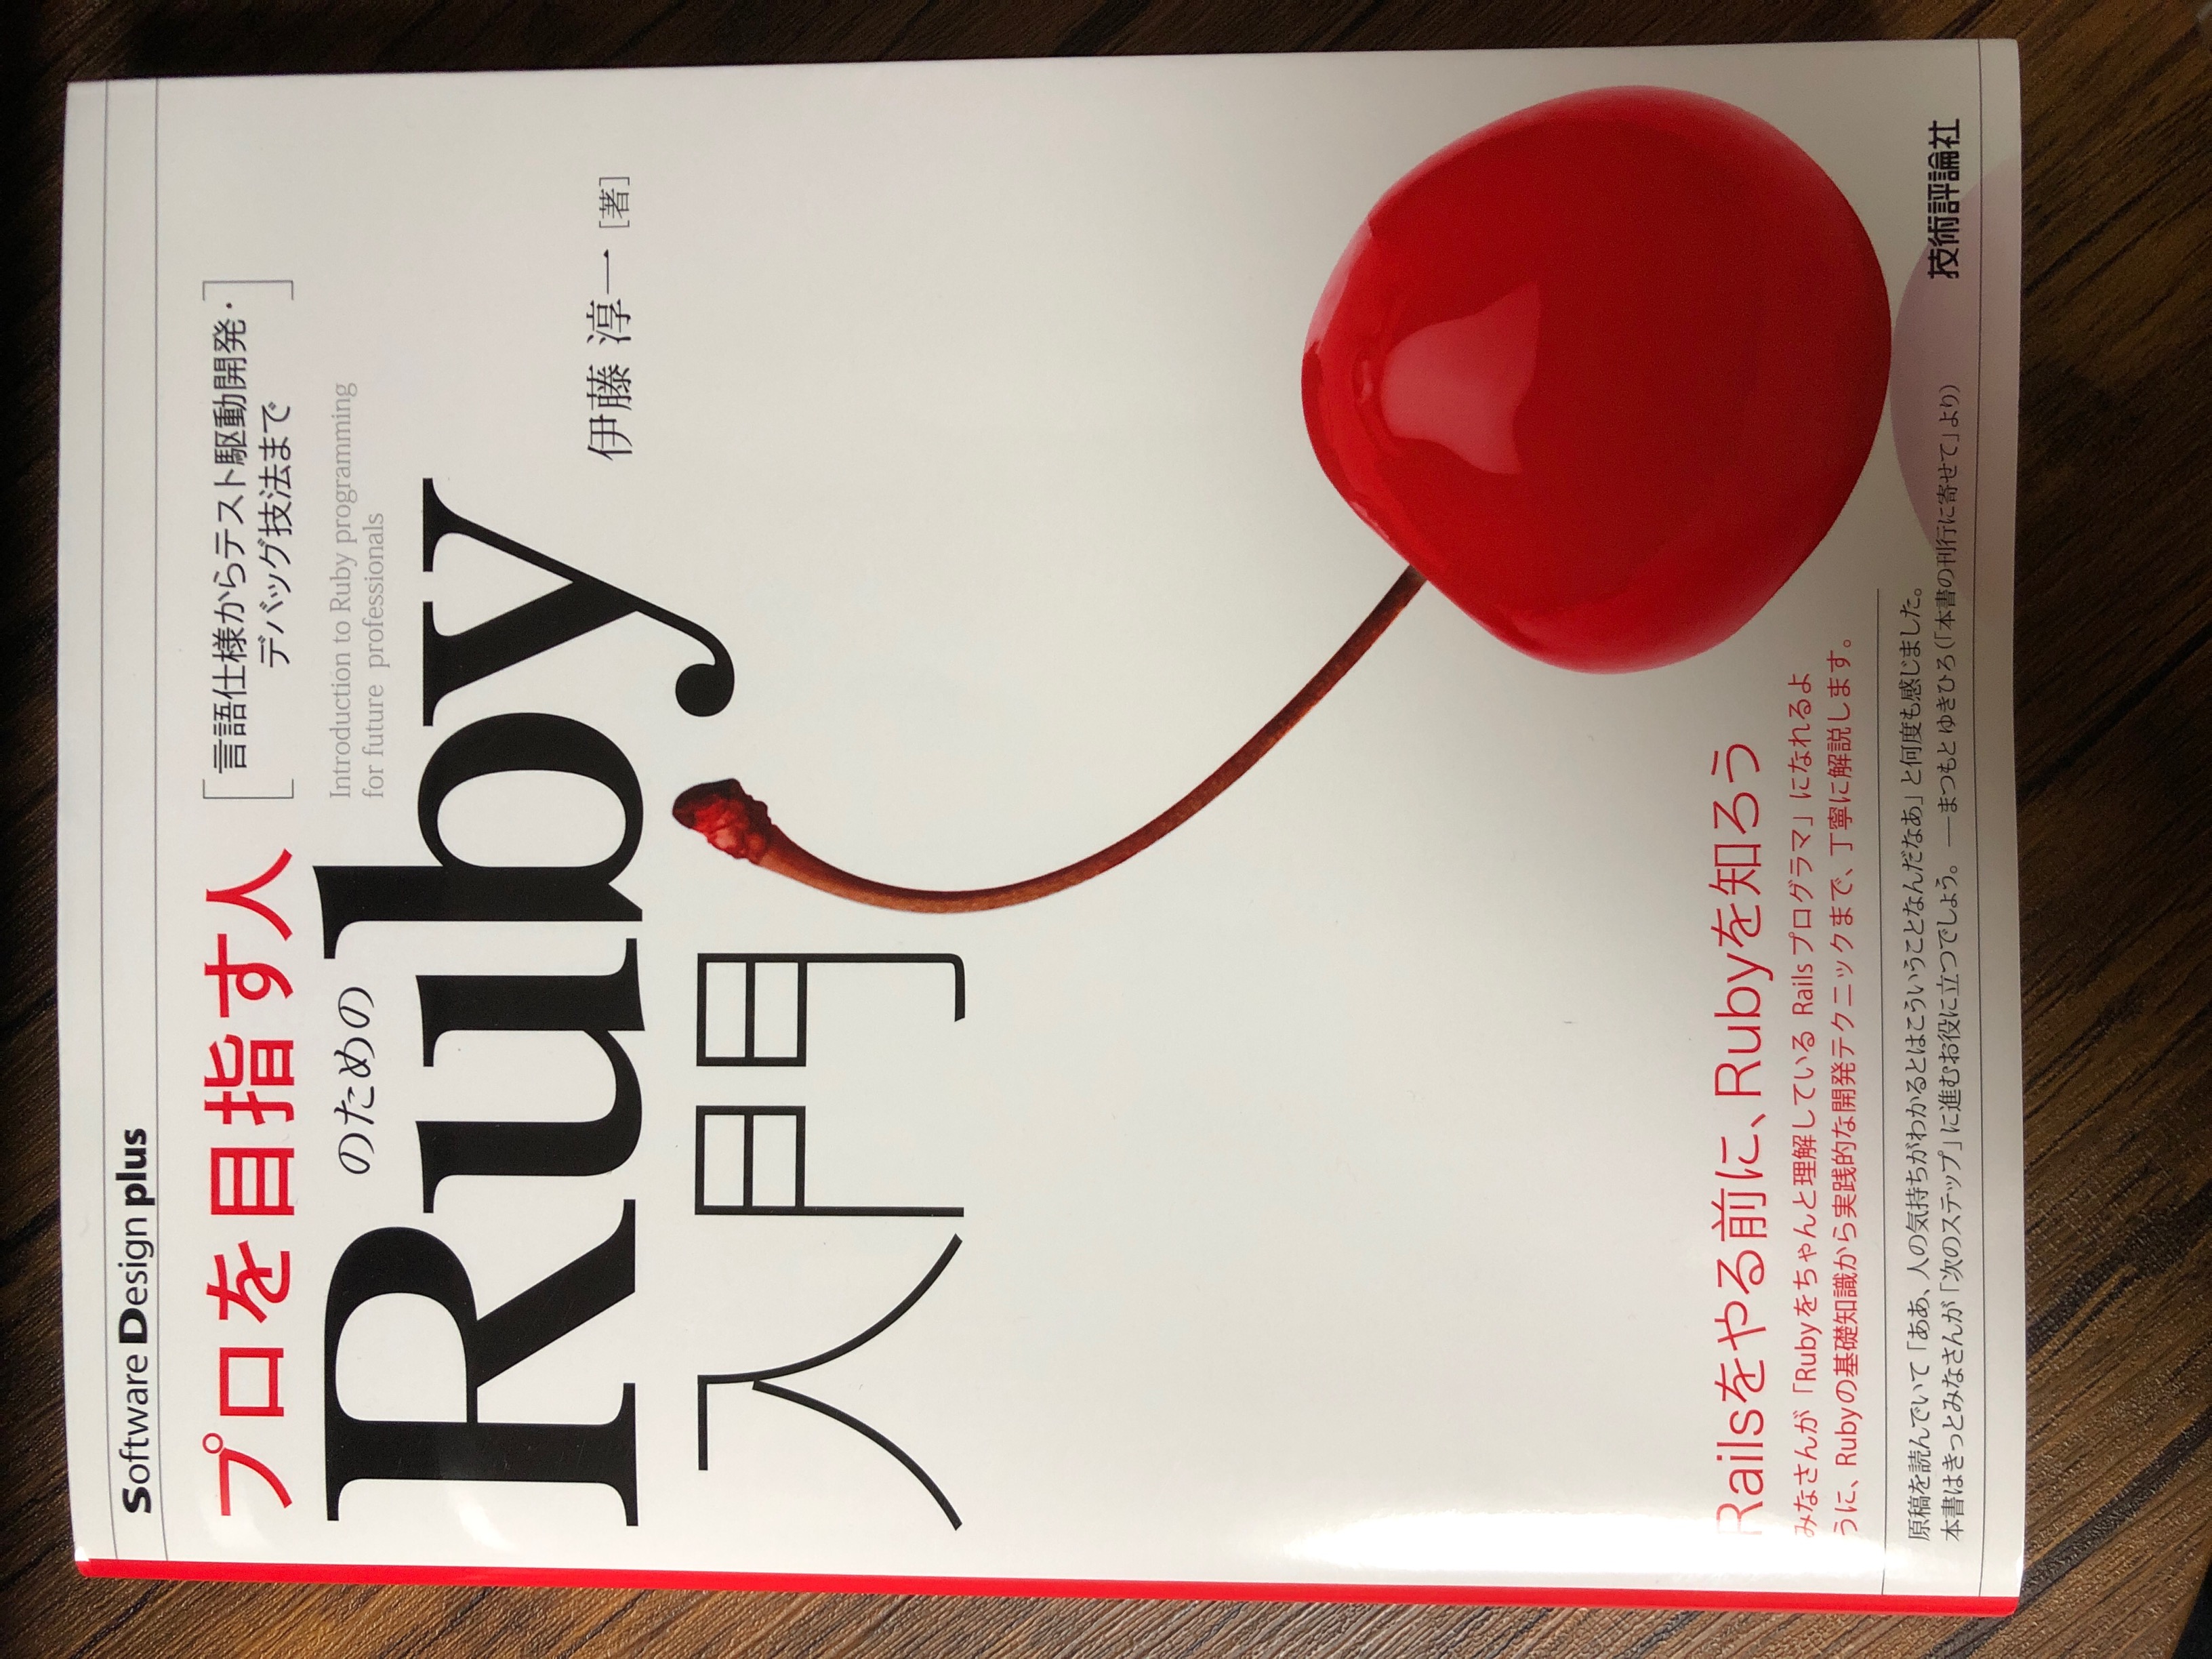 Software Design plus
プロを目指す人
のための
Ruby
入門
[言語仕様からテスト駆動開発・
デバッグ技法まで]
Introduction to Ruby programming
for future professionals
伊藤 淳一 [著]
Railsをやる前に、Rubyを知ろう
みなさんが「Rubyをちゃんと理解している Rails プログラマ」になれるよ
うに、Rubyの基礎知識から実践的な開発テクニックまで、丁寧に解説します。
原稿を読んでいて「ああ、人の気持ちがわかるとはこういうことなんだなあ」と何度も感じました。
本書はきっとみなさんが「次のステップ」に進むお役に立つでしょう。 ―まつもと ゆきひろ(「本書の刊行に寄せて」より)
技術評論社